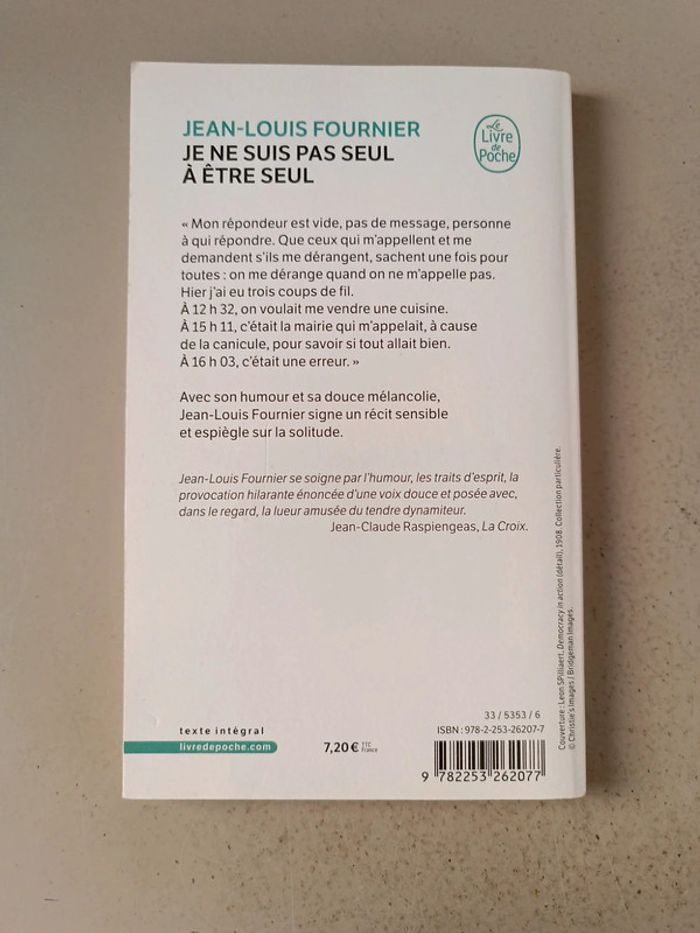 JEAN-LOUIS FOURNIER
JE NE SUIS PAS SEUL
À ÊTRE SEUL
Le
Livre
de
Poche
« Mon répondeur est vide, pas de message, personne
à qui répondre. Que ceux qui m'appellent et me
demandent s'ils me dérangent, sachent une fois pour
toutes : on me dérange quand on ne m'appelle pas.
Hier j'ai eu trois coups de fil.
À 12 h 32, on voulait me vendre une cuisine.
À 15 h 11, c'était la mairie qui m'appelait, à cause
de la canicule, pour savoir si tout allait bien.
À 16 h 03, c'était une erreur. »
Avec son humour et sa douce mélancolie,
Jean-Louis Fournier signe un récit sensible
et espiègle sur la solitude.
Jean-Louis Fournier se soigne par l'humour, les traits d'esprit, la
provocation hilarante énoncée d'une voix douce et posée avec,
dans le regard, la lueur amusée du tendre dynamiteur.
Jean-Claude Raspiengeas, La Croix.
Couverture : Leon SPilliaert, Democracy in action (détail), 1908. Collection particulière.
© Christie's Images / Bridgeman Images.
texte intégral
livredepoche.com
7,20 € TTC
France
33 / 5353 / 6
ISBN : 978-2-253-26207-7
9 782253 262077